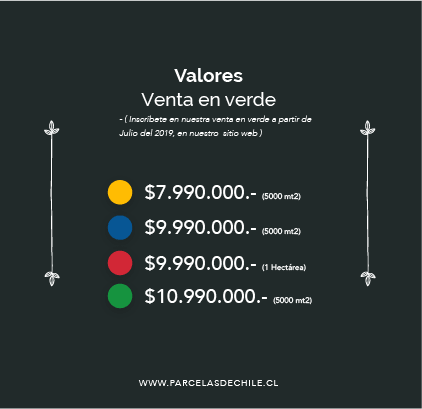 Valores
Venta en verde
- ( Inscribete en nuestra venta en verde a partir de
Julio del 2019, en nuestro sitio web )
$7.990.000.- (5000 mt2)
$9.990.000.- (5000 mt2)
$9.990.000.- (1 Hectárea)
$10.990.000.- (5000 mt2)
WWW.PARCELASDECHILE.CL